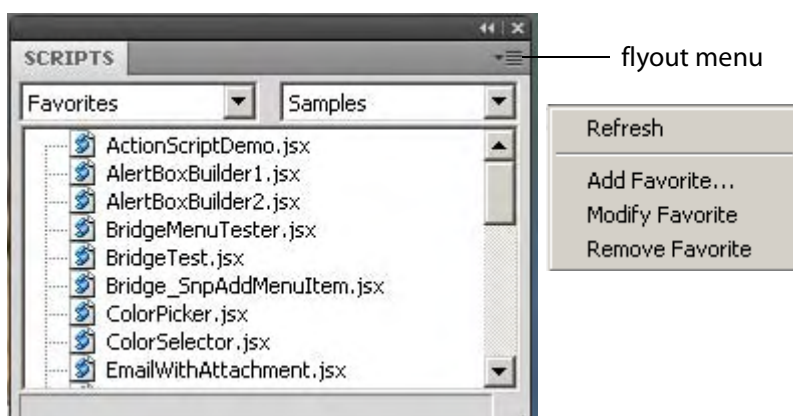 SCRIPTS
flyout menu
Favorites
Samples
ActionScriptDemo.jsx
AlertBoxBuilder1.jsx
AlertBoxBuilder2.jsx
BridgeMenuTester.jsx
BridgeTest.jsx
Bridge_SnpAddMenuItem.jsx
ColorPicker.jsx
ColorSelector.jsx
EmailWithAttachment.jsx
Refresh
Add Favorite...
Modify Favorite
Remove Favorite